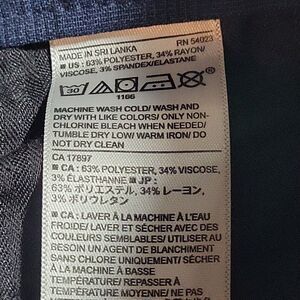 MADE IN SRI LANKA RN 54023
■ US : 63% POLYESTER, 34% RAYON/
VISCOSE, 3% SPANDEX/ELASTANE
30
1166
MACHINE WASH COLD/ WASH AND
DRY WITH LIKE COLORS/ ONLY NON-
CHLORINE BLEACH WHEN NEEDED/
TUMBLE DRY LOW/ WARM IRON/ DO
NOT DRY CLEAN
CA 17897
■ CA : 63% POLYESTER, 34% VISCOSE,
3% ÉLASTHANNE ■ JP :
63% ポリエステル, 34% レーヨン,
3% ポリウレタン
■ CA : LAVER À LA MACHINE À L'EAU
FROIDE/ LAVER ET SÉCHER AVEC DES
COULEURS SEMBLABLES/ UTILISER AU
BESOIN UN AGENT DE BLANCHIMENT
SANS CHLORE UNIQUEMENT/ SÉCHER
À LA MACHINE À BASSE
TEMPÉRATURE/ REPASSER À
TEMPÉRATURE MOYENNE/ NE PAS